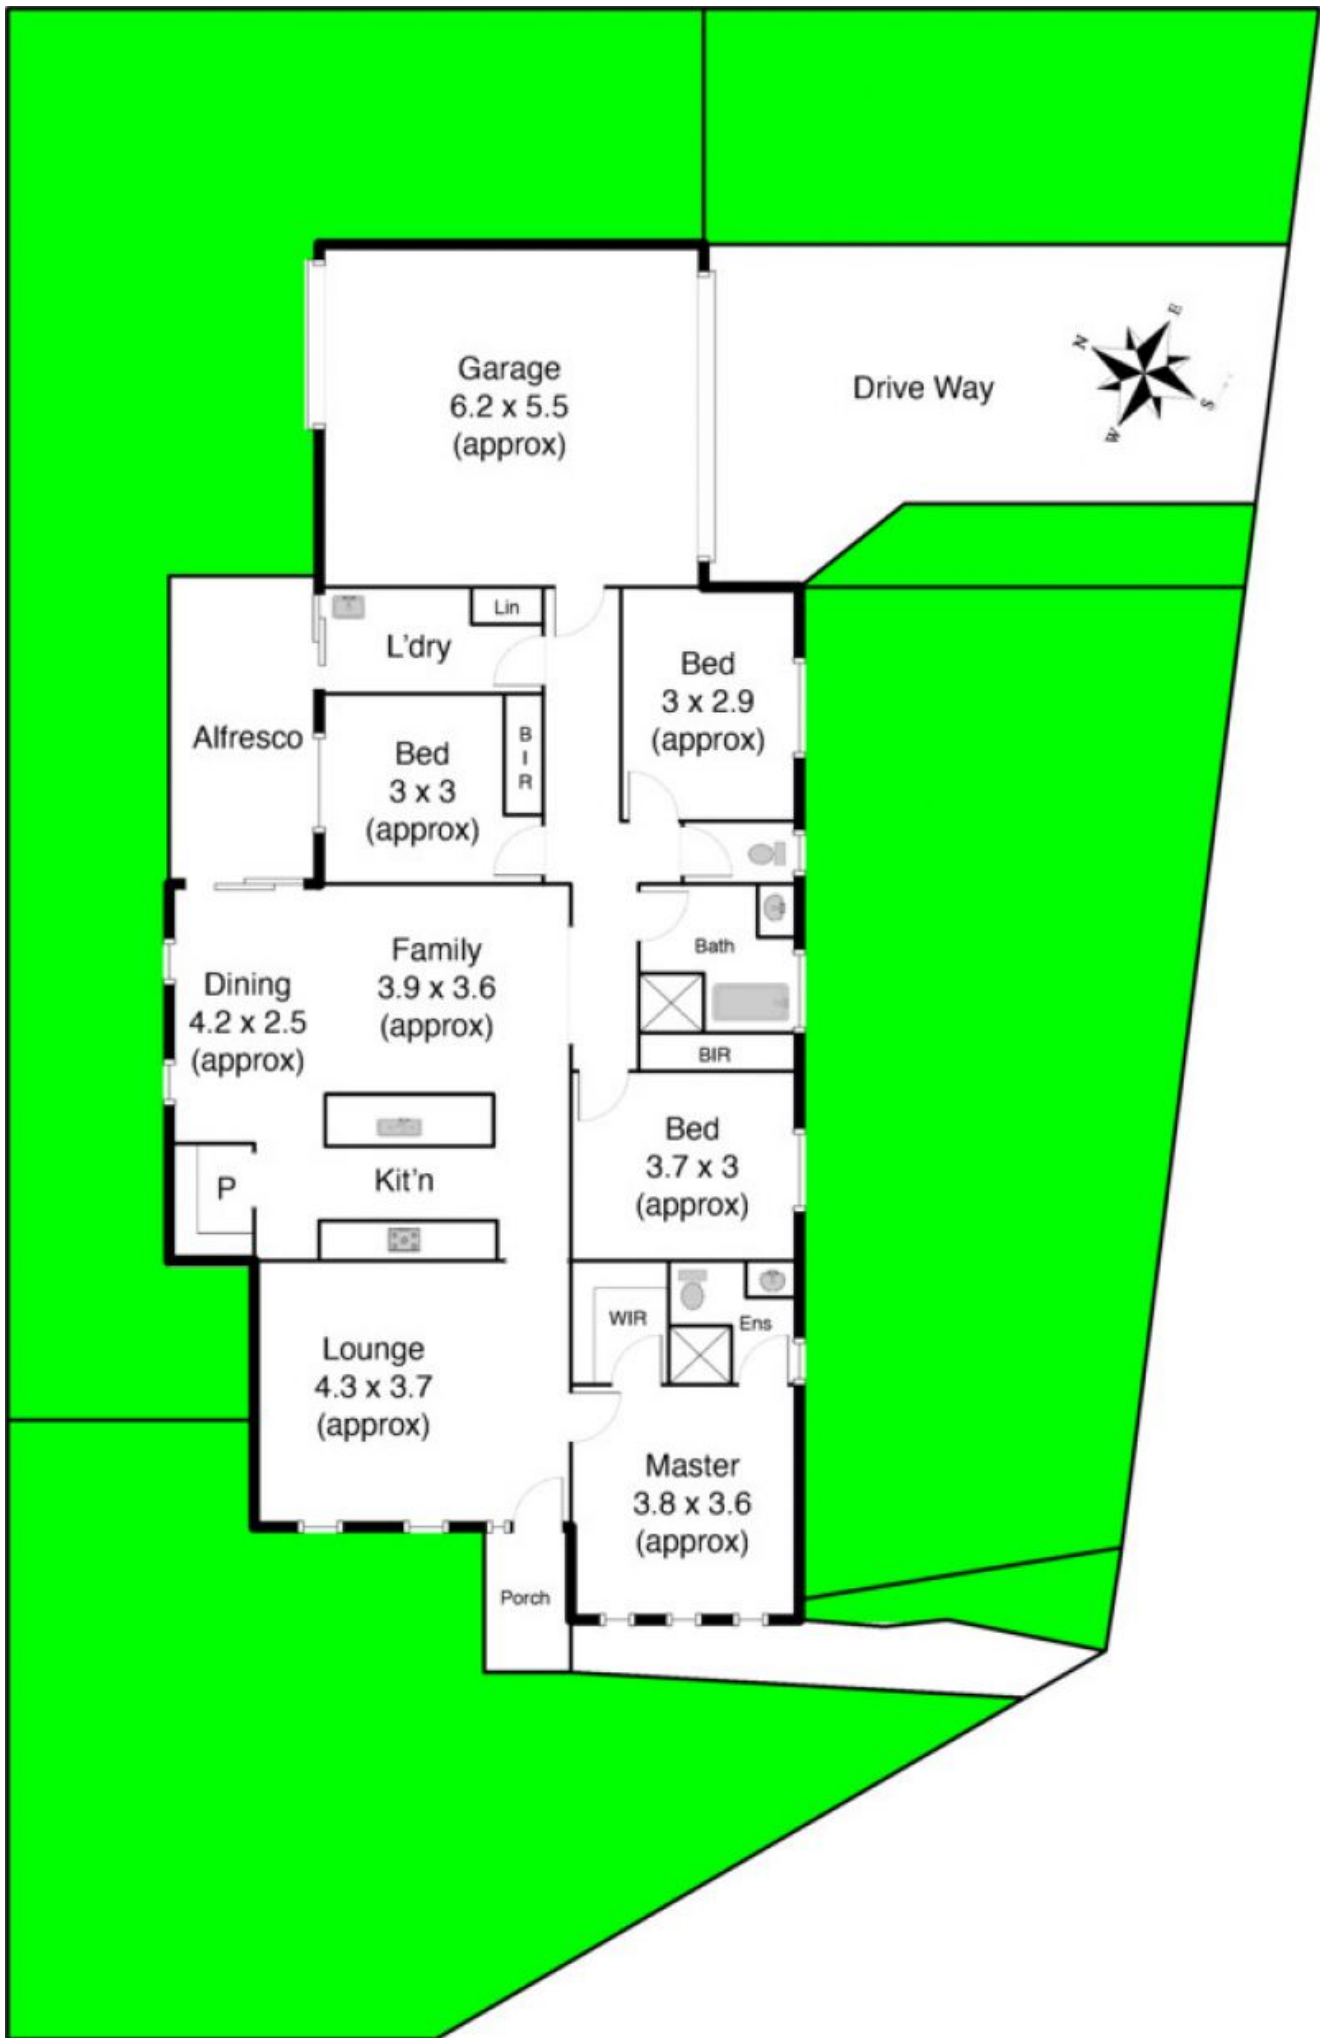 Garage
6.2 x 5.5
(approx)
Drive Way
N
E
S
W
Lin
L'dry
Bed
3 x 2.9
(approx)
Alfresco
Bed
3 x 3
(approx)
B
I
R
Dining
4.2 x 2.5
(approx)
Family
3.9 x 3.6
(approx)
Bath
BIR
Bed
3.7 x 3
(approx)
P
Kit'n
WIR
Ens
Lounge
4.3 x 3.7
(approx)
Master
3.8 x 3.6
(approx)
Porch